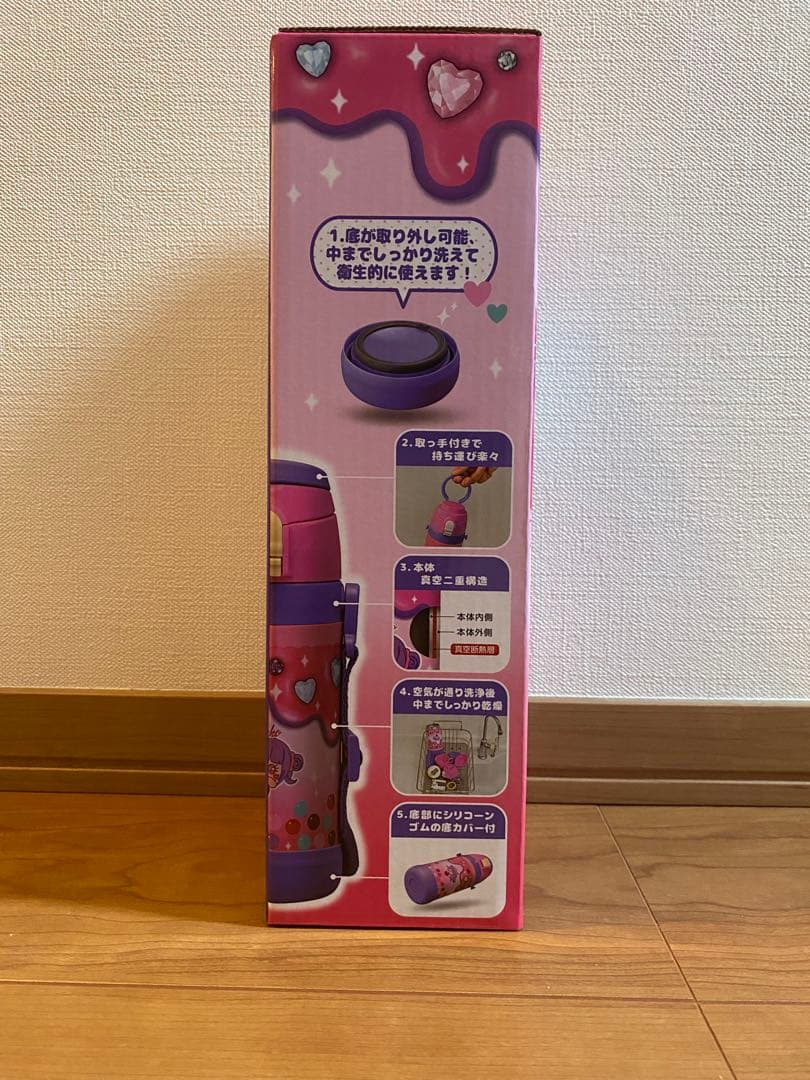 1.底が取り外し可能、
中までしっかり洗えて
衛生的に使えます！
2.取っ手付きで
持ち運び楽々
3.本体
真空二重構造
本体内側
本体外側
真空断熱層
4.空気が通り洗浄後
中までしっかり乾燥
5.底部にシリコーン
ゴムの底カバー付